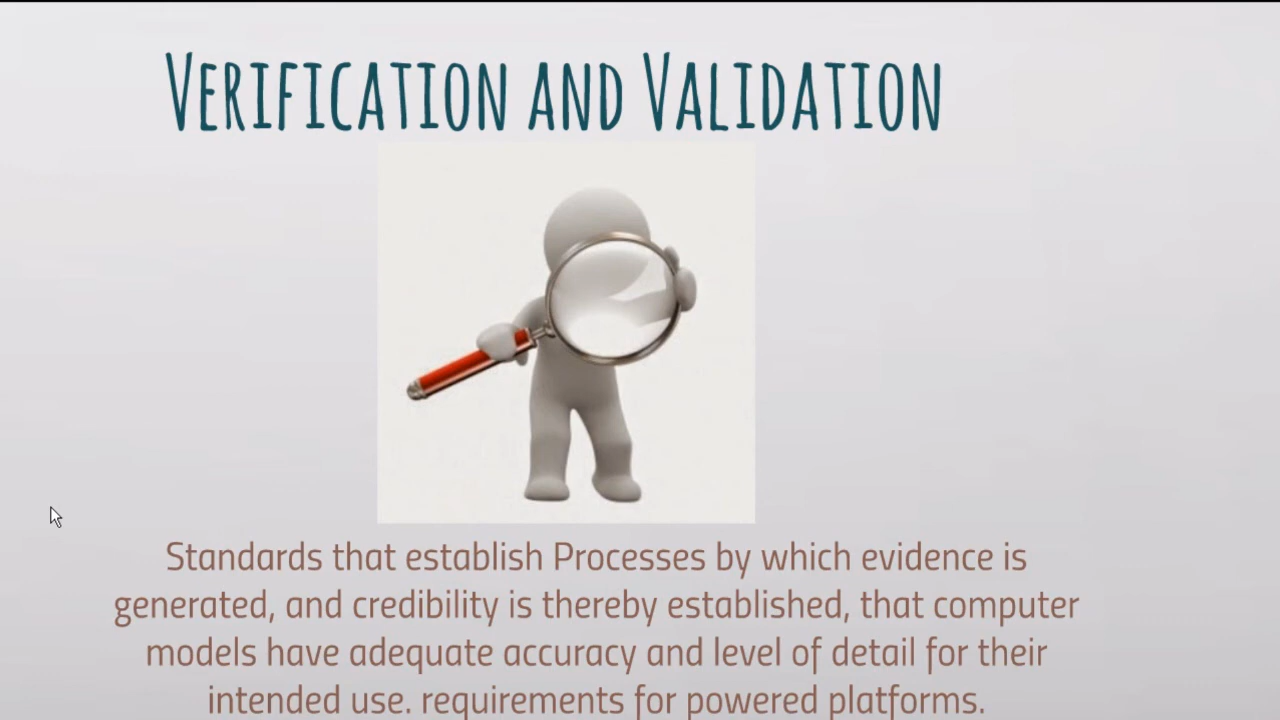 Verification and Validation
Standards that establish Processes by which evidence is
generated, and credibility is thereby established, that computer
models have adequate accuracy and level of detail for their
intended use. requirements for powered platforms.